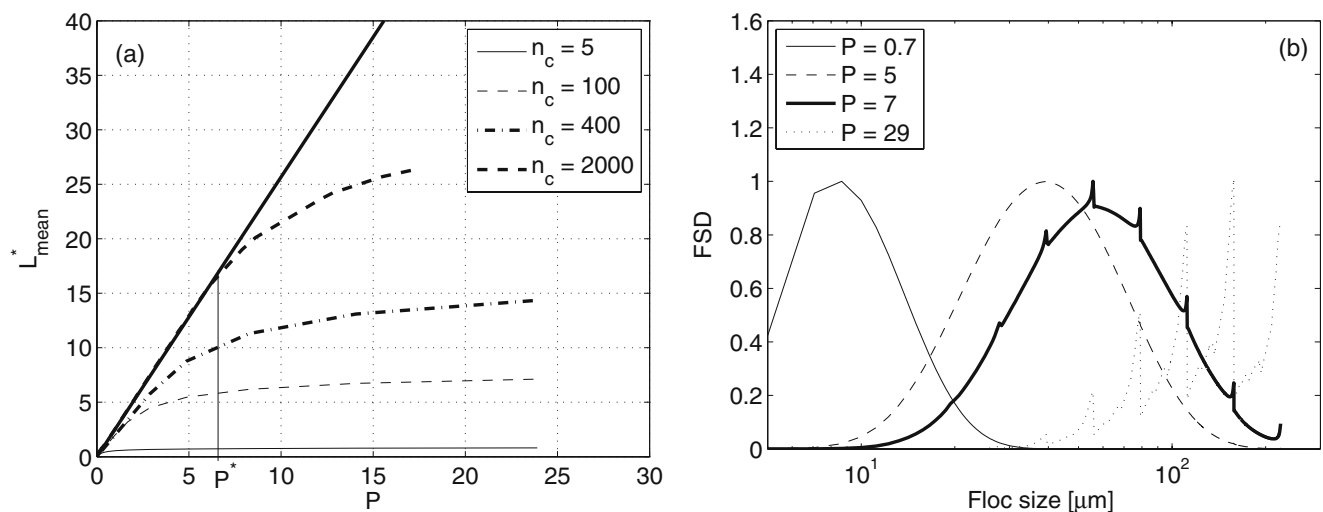 (a)
n_c = 5
n_c = 100
n_c = 400
n_c = 2000
40
35
30
25
20
15
10
5
0
L*_mean
0
5
10
15
20
25
30
P*
P
(b)
P = 0.7
P = 5
P = 7
P = 29
1.6
1.4
1.2
1
0.8
0.6
0.4
0.2
0
FSD
10^1
10^2
Floc size [μm]